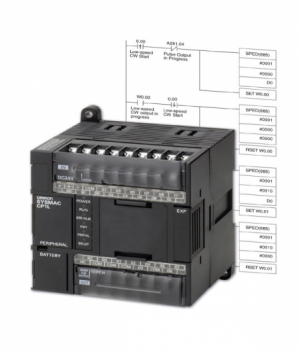 0.00
A281.04
Low-speed
CW Start
Pulse Output
in Progress
SPED(885)
#0001
#0000
D0
SET W0.00
W0.00
0.00
Low-speed
CW output in
progress
Low-speed
CW Start
SPED(885)
#0001
#0000
#0000
RSET W0.00
SPED(885)
#0001
#0010
D0
SET W0.01
SPED(885)
#0001
#0010
#0000
RSET W0.01
OMRON
SYSMAC
CP1L
POWER
RUN
ERR/ALM
INH
BKUP
EXP
PERIPHERAL
BATTERY
IN
OUT